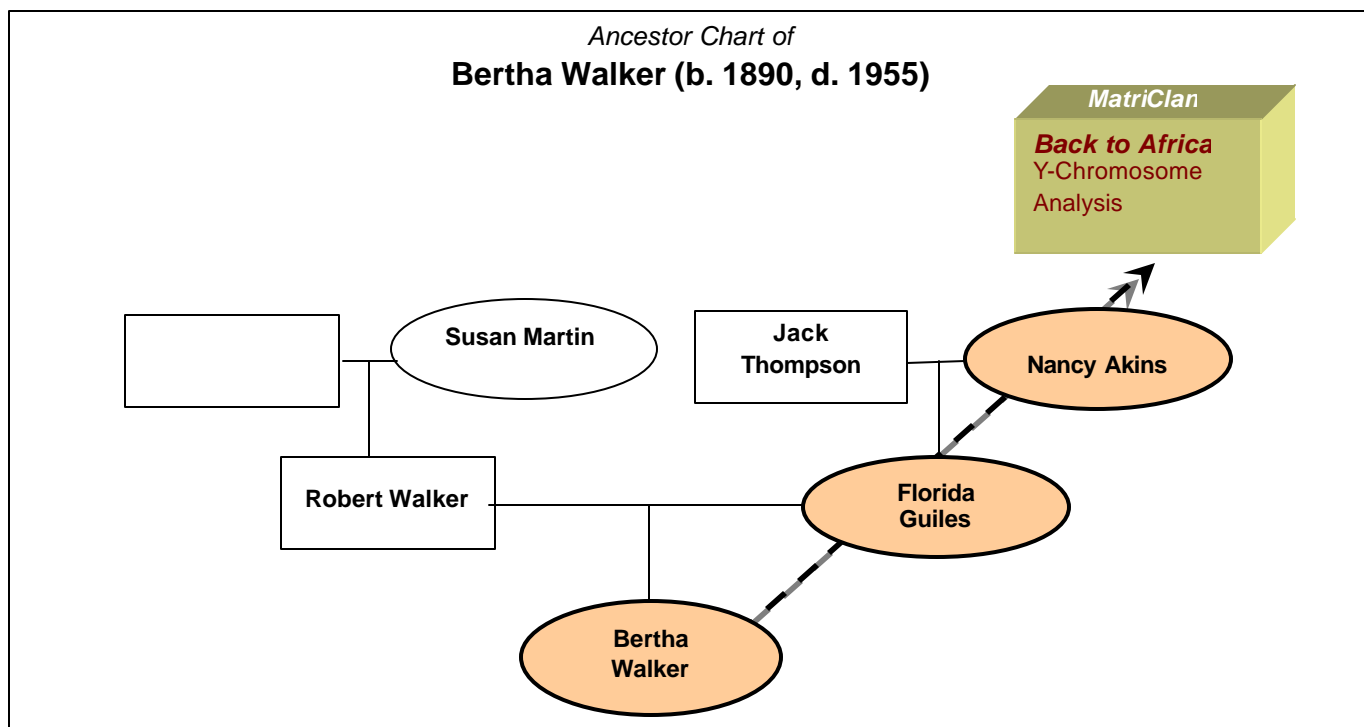 Ancestor Chart of
Bertha Walker (b. 1890, d. 1955)
MatriClan
Back to Africa
Y-Chromosome
Analysis
Susan Martin
Jack
Thompson
Nancy Akins
Robert Walker
Florida
Guiles
Bertha
Walker